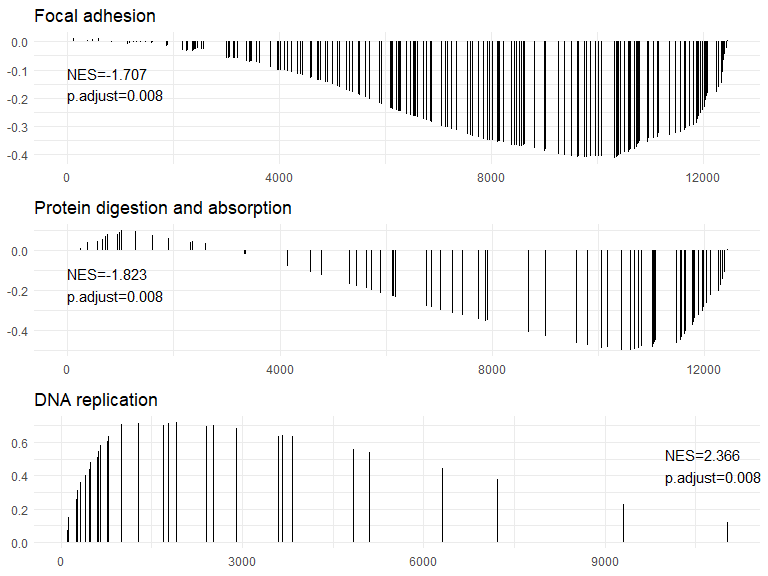 Focal adhesion
0.0
-0.1
-0.2
-0.3
-0.4
NES=-1.707
p.adjust=0.008
0 4000 8000 12000
Protein digestion and absorption
0.0
-0.2
-0.4
NES=-1.823
p.adjust=0.008
0 4000 8000 12000
DNA replication
0.6
0.4
0.2
0.0
NES=2.366
p.adjust=0.008
0 3000 6000 9000